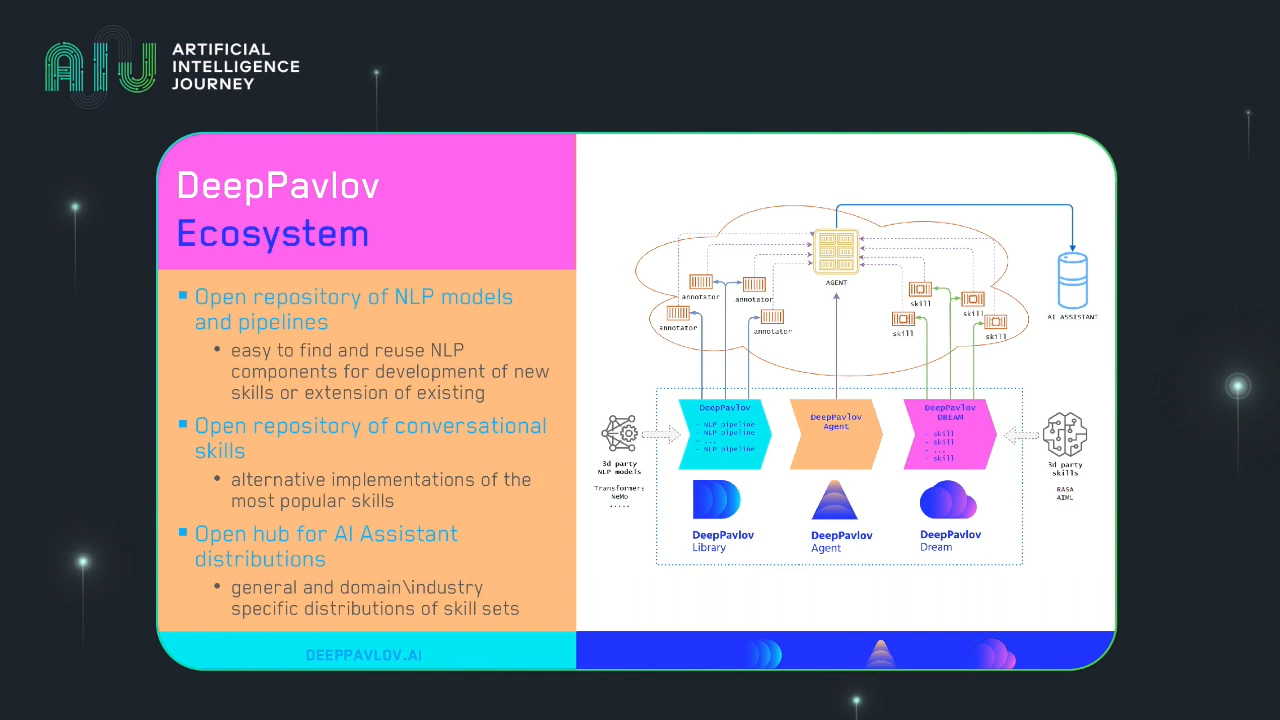 ARTIFICIAL
INTELLIGENCE
JOURNEY
DeepPavlov
Ecosystem
Open repository of NLP models
and pipelines
easy to find and reuse NLP
components for development of new
skills or extension of existing
Open repository of conversational
skills
alternative implementations of the
most popular skills
Open hub for AI Assistant
distributions
general and domain\industry
specific distributions of skill sets
DEEPPAVLOV.AI
AGENT
annotator
annotator
annotator
annotator
skill
skill
skill
skill
AI ASSISTANT
DeepPavlov
- NLP pipeline
- NLP pipeline
- ...
- NLP pipeline
DeepPavlov
Agent
DeepPavlov
DREAM
- skill
- skill
- ...
- skill
3d party
NLP models
Transformers
NeMo
.....
3d party
skills
RASA
AIML
DeepPavlov
Library
DeepPavlov
Agent
DeepPavlov
Dream